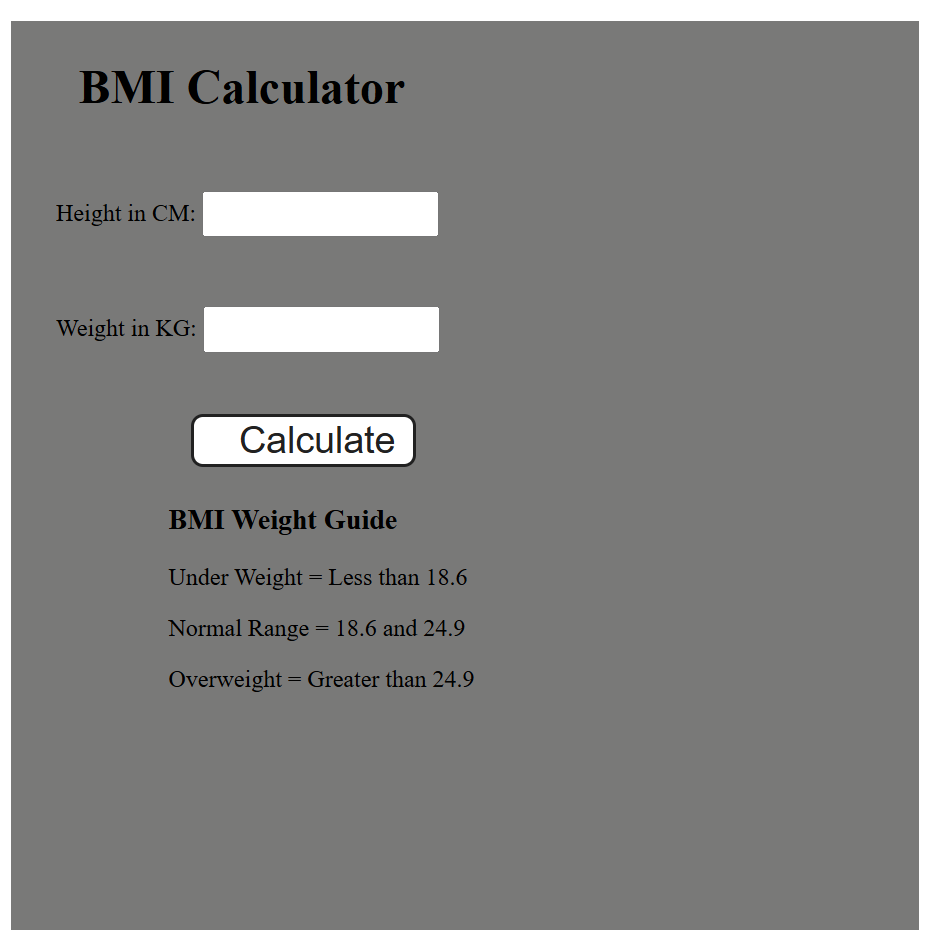 BMI Calculator
Height in CM:
Weight in KG:
Calculate
BMI Weight Guide
Under Weight = Less than 18.6
Normal Range = 18.6 and 24.9
Overweight = Greater than 24.9